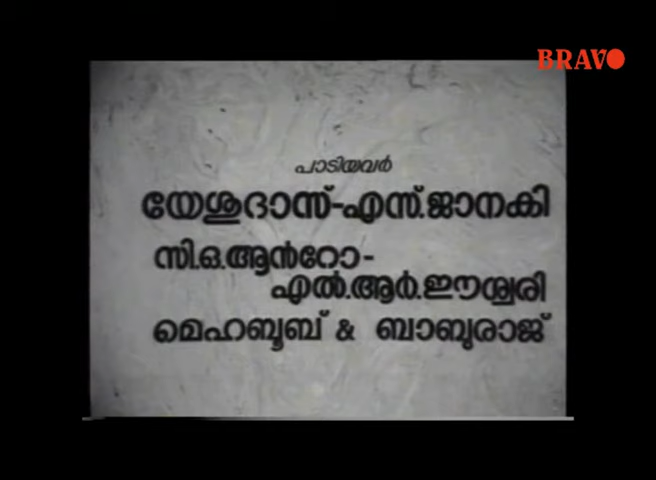 BRAVO
പാടിയവർ
യേശുദാസ്-എസ്.ജാനകി
സി.ഒ.ആൻറോ-
എൽ.ആർ.ഈശ്വരി
മെഹബൂബ് & ബാബുരാജ്